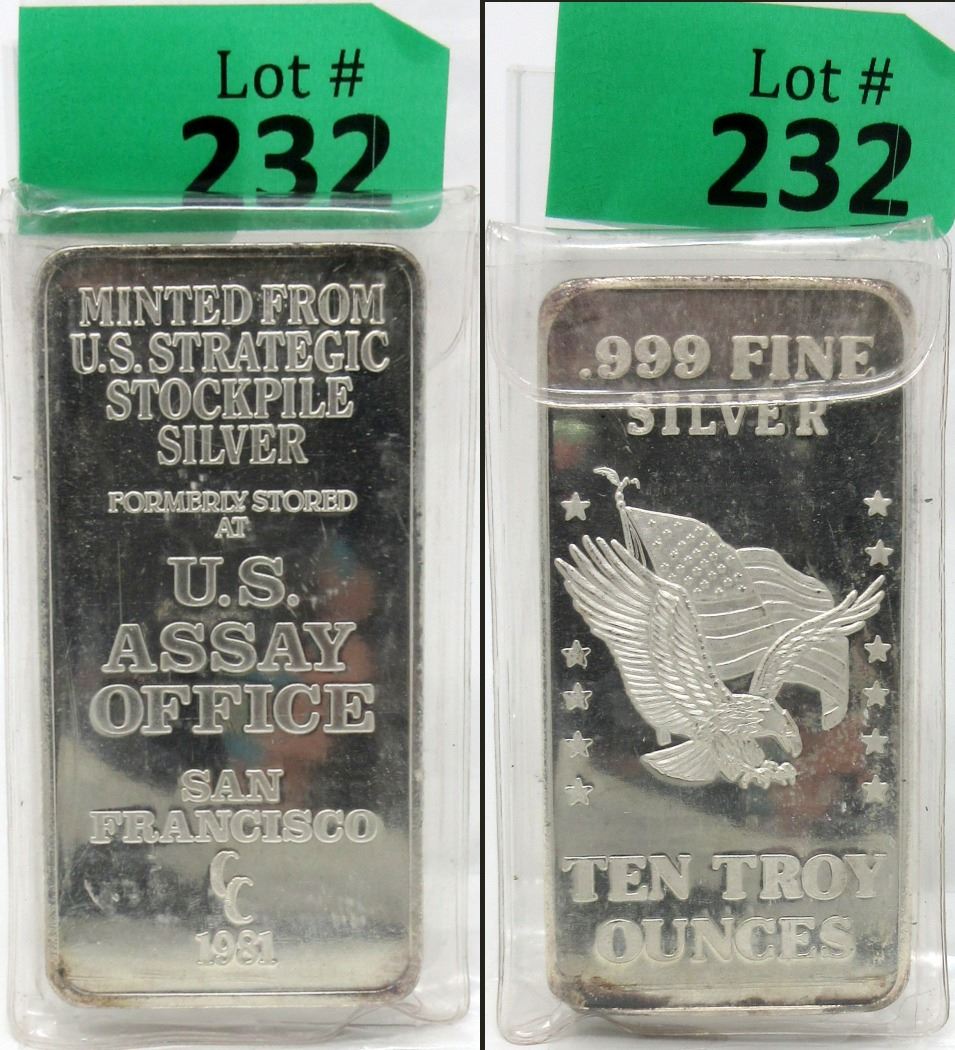 Lot #
232
MINTED FROM
U.S. STRATEGIC
STOCKPILE
SILVER
FORMERLY STORED
AT
U.S.
ASSAY
OFFICE
SAN
FRANCISCO
C
C
1981
Lot #
232
.999 FINE
SILVER
TEN TROY
OUNCES